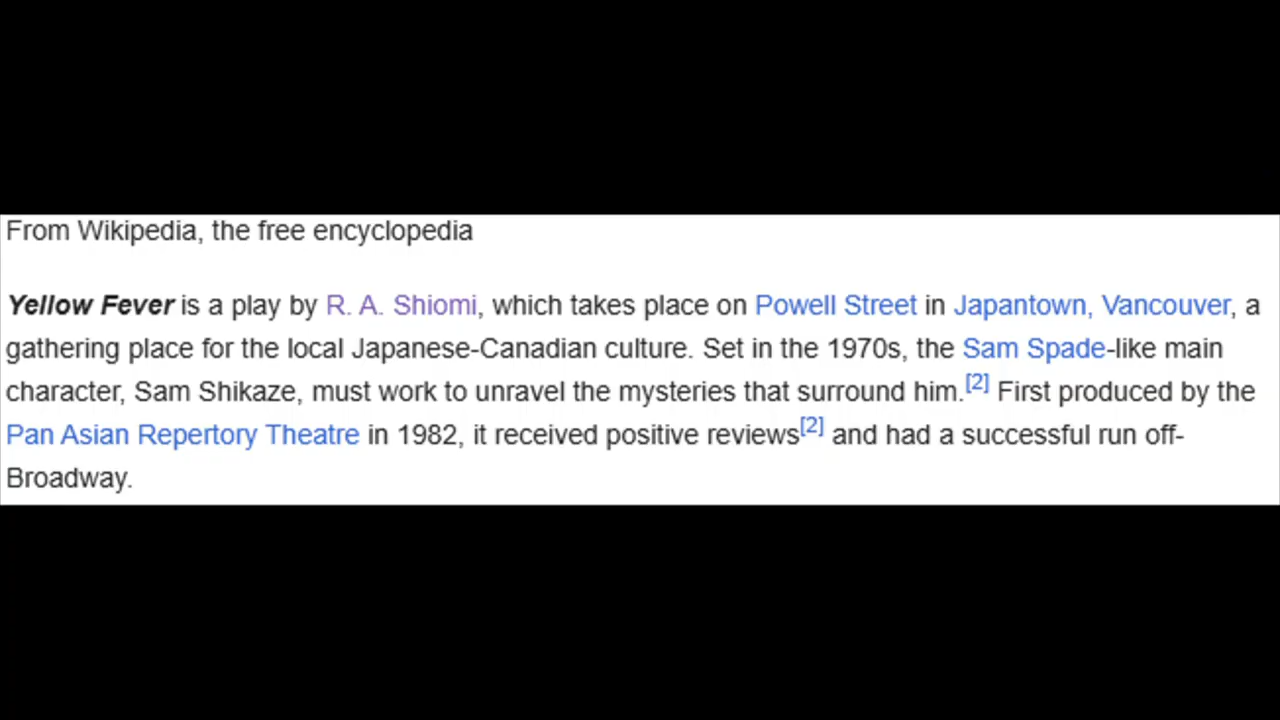 From Wikipedia, the free encyclopedia
Yellow Fever is a play by R. A. Shiomi, which takes place on Powell Street in Japantown, Vancouver, a
gathering place for the local Japanese-Canadian culture. Set in the 1970s, the Sam Spade-like main
character, Sam Shikaze, must work to unravel the mysteries that surround him.[2] First produced by the
Pan Asian Repertory Theatre in 1982, it received positive reviews[2] and had a successful run off-
Broadway.